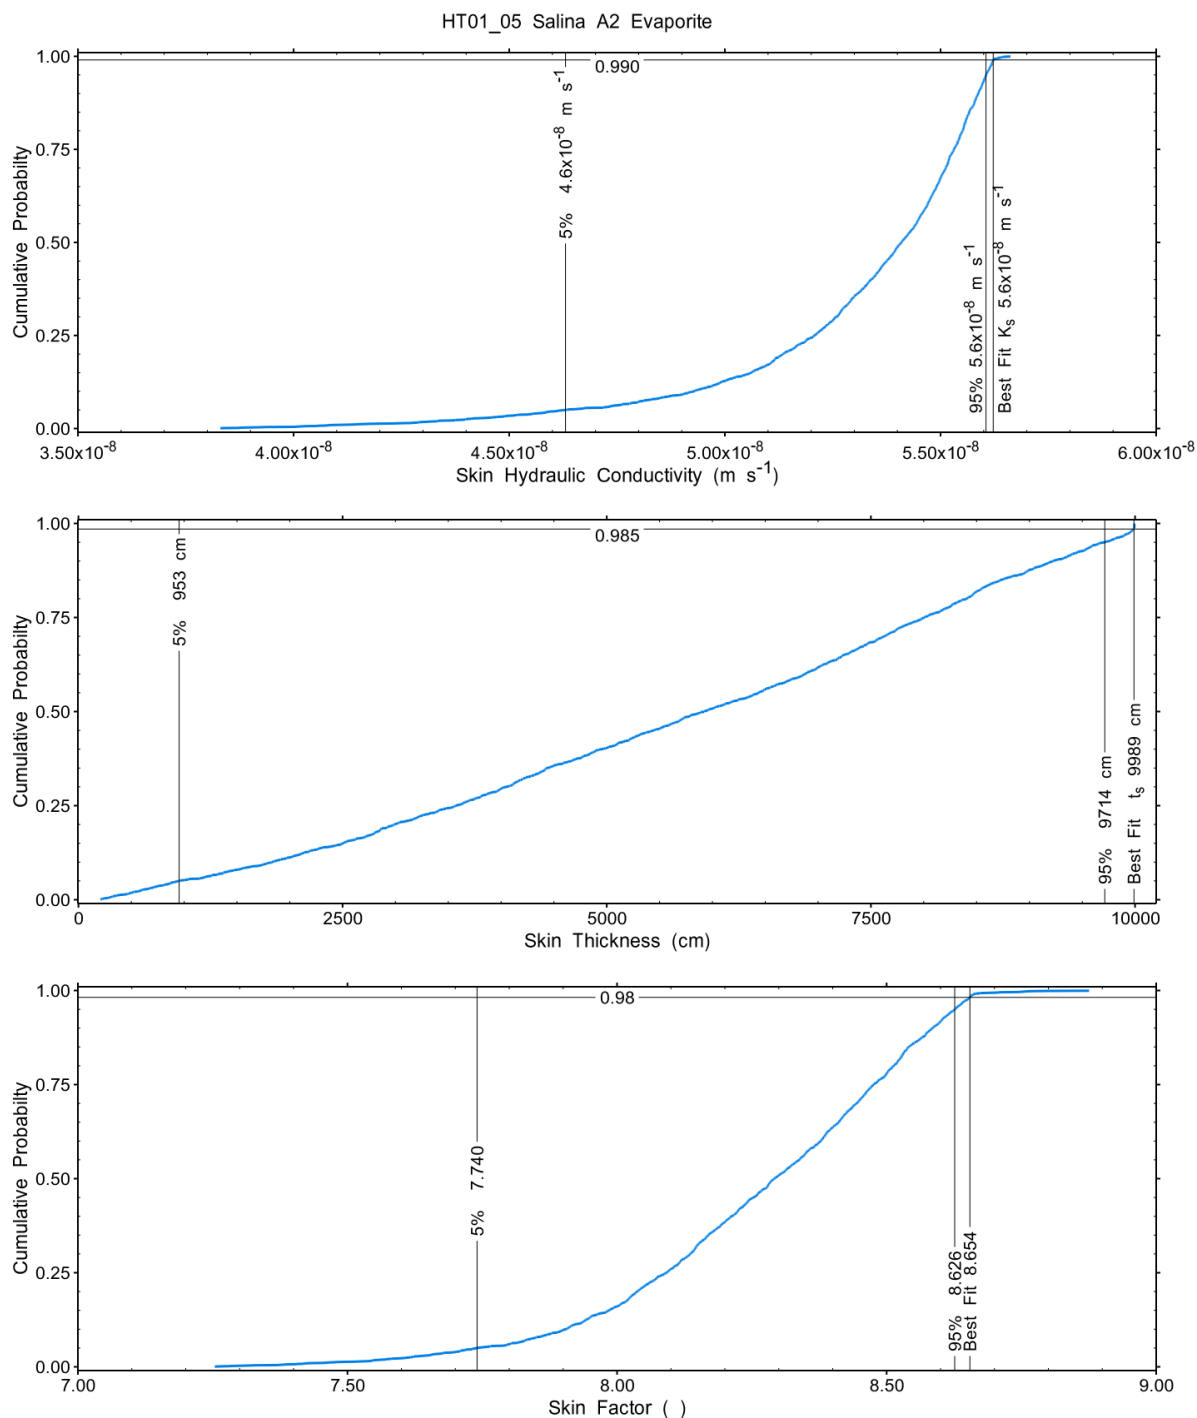 HT01_05 Salina A2 Evaporite
Cumulative Probabilty
1.00
0.75
0.50
0.25
0.00
0.990
5% 4.6x10⁻⁸ m s⁻¹
95% 5.6x10⁻⁸ m s⁻¹
Best Fit Kₛ 5.6x10⁻⁸ m s⁻¹
3.50x10⁻⁸ 4.00x10⁻⁸ 4.50x10⁻⁸ 5.00x10⁻⁸ 5.50x10⁻⁸ 6.00x10⁻⁸
Skin Hydraulic Conductivity (m s⁻¹)
Cumulative Probabilty
1.00
0.75
0.50
0.25
0.00
0.985
5% 953 cm
95% 9714 cm
Best Fit tₛ 9989 cm
0 2500 5000 7500 10000
Skin Thickness (cm)
Cumulative Probabilty
1.00
0.75
0.50
0.25
0.00
0.98
5% 7.740
95% 8.626
Best Fit 8.654
7.00 7.50 8.00 8.50 9.00
Skin Factor ( )